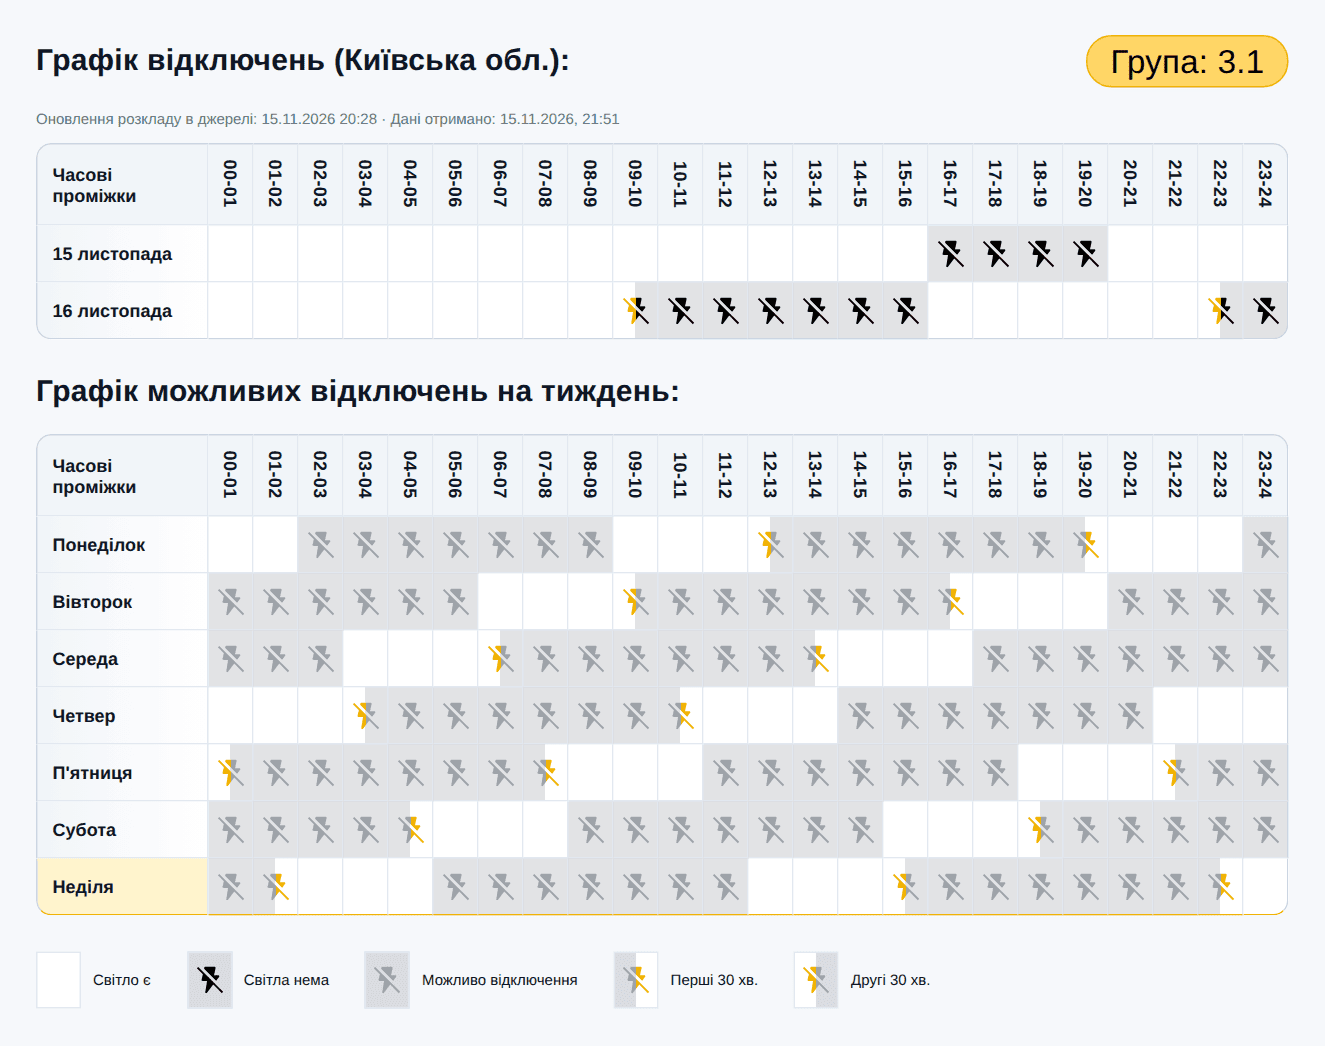 Графік відключень (Київська обл.):
Група: 3.1
Оновлення розкладу в джерелі: 15.11.2026 20:28 · Дані отримано: 15.11.2026, 21:51
Часові проміжки 00-01 01-02 02-03 03-04 04-05 05-06 06-07 07-08 08-09 09-10 10-11 11-12 12-13 13-14 14-15 15-16 16-17 17-18 18-19 19-20 20-21 21-22 22-23 23-24
15 листопада
16 листопада
Графік можливих відключень на тиждень:
Часові проміжки 00-01 01-02 02-03 03-04 04-05 05-06 06-07 07-08 08-09 09-10 10-11 11-12 12-13 13-14 14-15 15-16 16-17 17-18 18-19 19-20 20-21 21-22 22-23 23-24
Понеділок
Вівторок
Середа
Четвер
П'ятниця
Субота
Неділя
Світло є Світла нема Можливо відключення Перші 30 хв. Другі 30 хв.